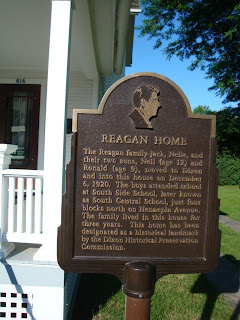 816
REAGAN HOME
The Reagan family-Jack, Nelle, and
their two sons, Neil (age 12) and
Ronald (age 9), moved to Dixon
and into this house on December
6, 1920. The boys attended school
at South Side School, later known
as South Central School, just four
blocks north on Hennepin Avenue.
The family lived in this house for
three years. This home has been
designated as a historical landmark
by the Dixon Historical Preservation
Commission.